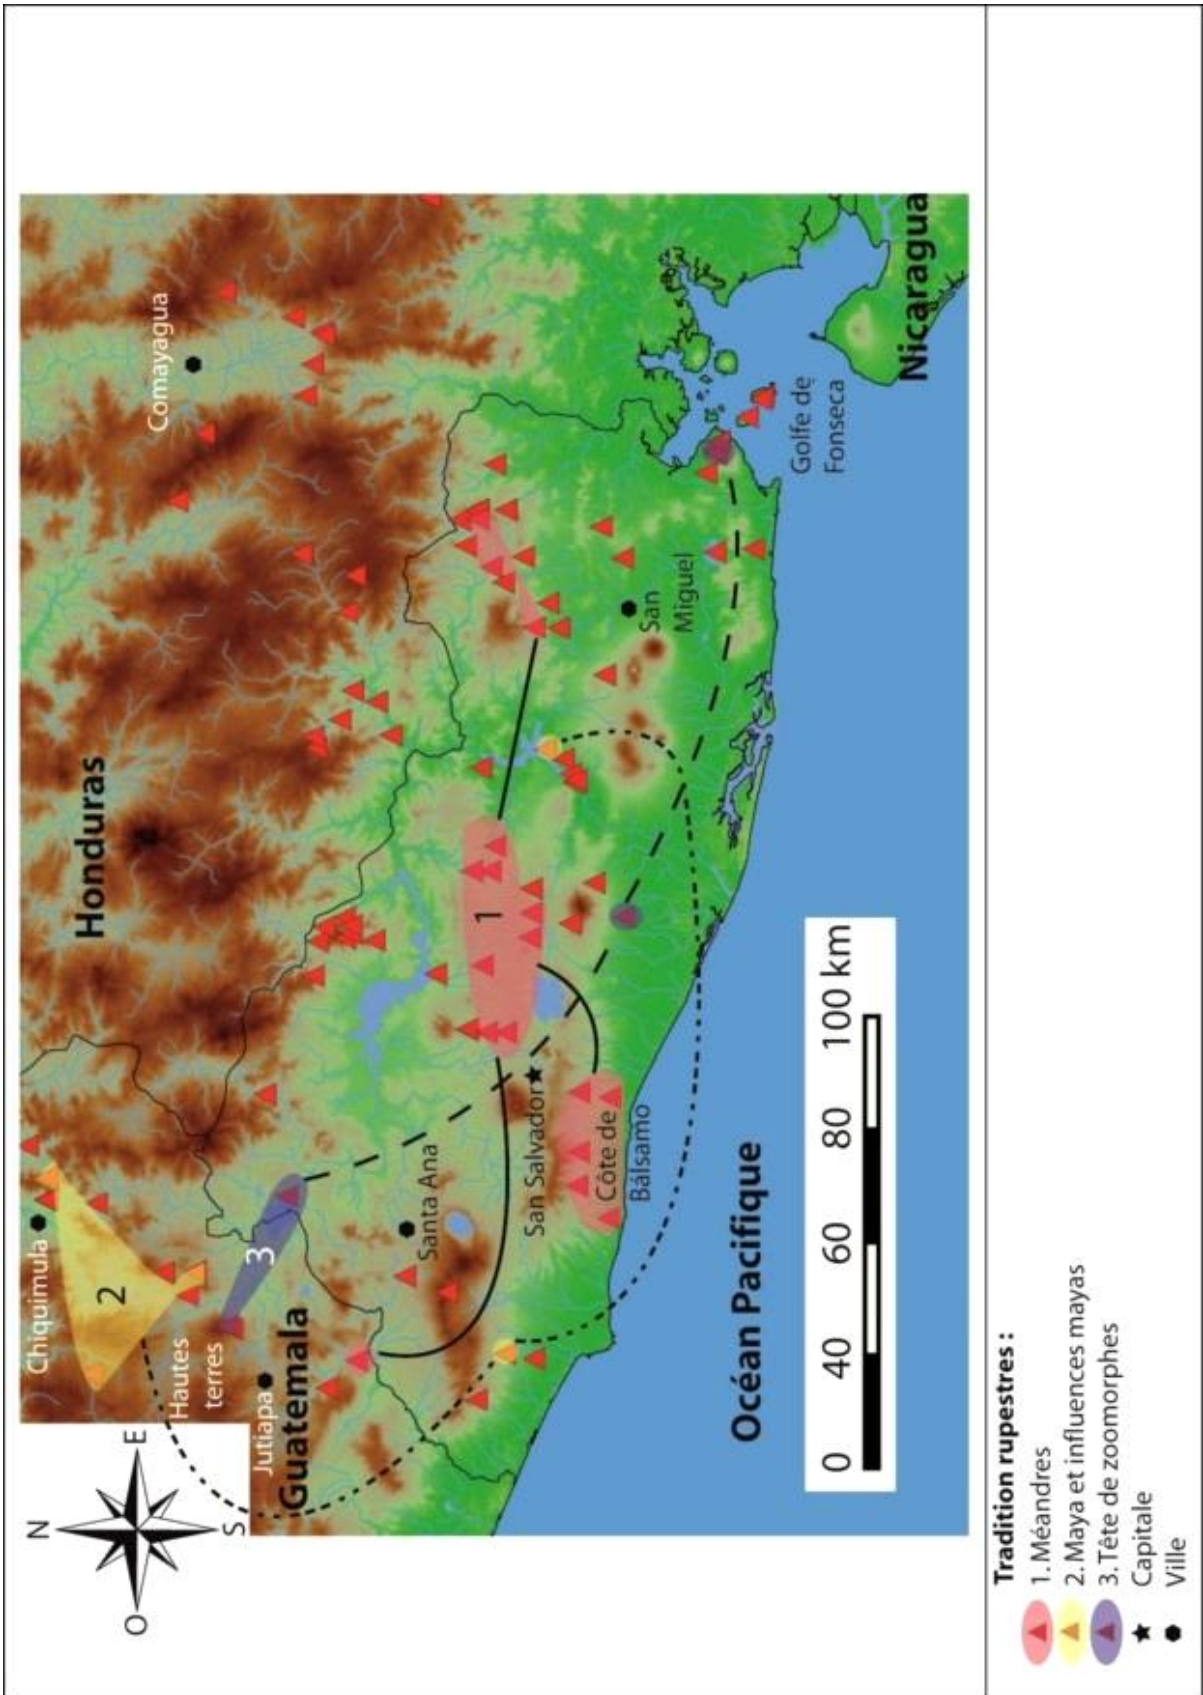 N
O
E
S
Chiquimula
2
Hautes
terres
3
Jutiapa
Guatemala
Honduras
Comayagua
Santa Ana
1
San Salvador
Côte de
Bálsamo
San
Miguel
Golfe de
Fonseca
Nicaragua
Océan Pacifique
0 40 60 80 100 km
Tradition rupestres :
1. Méandres
2. Maya et influences mayas
3. Tête de zoomorphes
Capitale
Ville